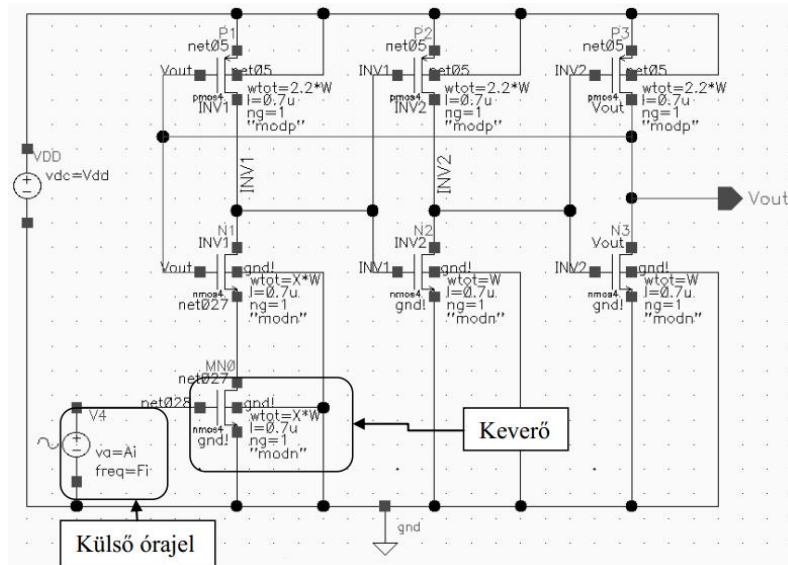 P1
net05
Vout
net05
wtot=2.2*W
pmos4
l=0.7u
INV1
ng=1
"modp"
P2
net05
INV1
net05
wtot=2.2*W
pmos4
l=0.7u
INV2
ng=1
"modp"
P3
net05
INV2
net05
wtot=2.2*W
pmos4
l=0.7u
Vout
ng=1
"modp"
VDD
vdc=Vdd
INV1
INV2
Vout
N1
INV1
Vout
gnd!
wtot=X*W
nmos4
l=0.7u
net027
ng=1
"modn"
N2
INV2
INV1
gnd!
wtot=W
nmos4
l=0.7u
gnd!
ng=1
"modn"
N3
Vout
INV2
gnd!
wtot=W
nmos4
l=0.7u
gnd!
ng=1
"modn"
MN0
net027
net028
gnd!
wtot=X*W
nmos4
l=0.7u
gnd!
ng=1
"modn"
V4
va=Ai
freq=Fi
Keverő
Külső órajel
gnd